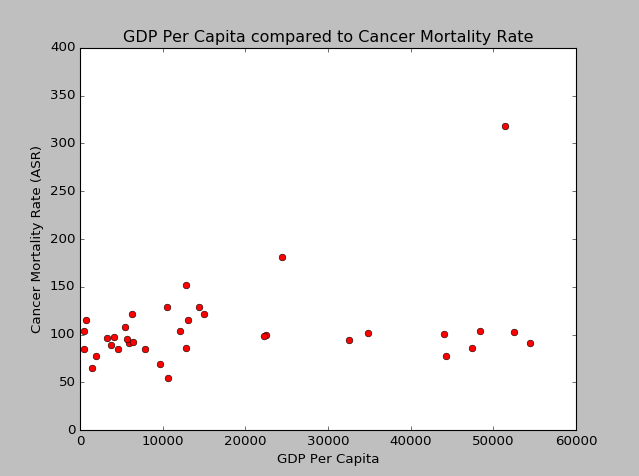 GDP Per Capita compared to Cancer Mortality Rate
400
350
300
250
200
150
100
50
0
Cancer Mortality Rate (ASR)
0 10000 20000 30000 40000 50000 60000
GDP Per Capita